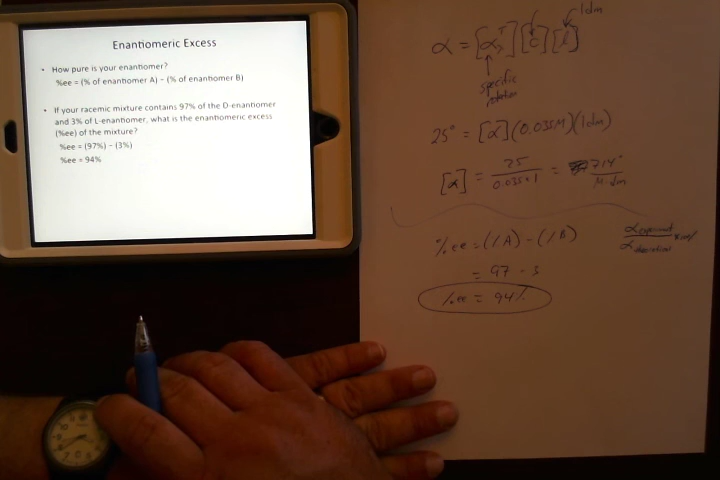 Enantiomeric Excess
• How pure is your enantiomer?
%ee = (% of enantiomer A) – (% of enantiomer B)
• If your racemic mixture contains 97% of the D-enantiomer
and 3% of L-enantiomer, what is the enantiomeric excess
(%ee) of the mixture?
%ee = (97%) – (3%)
%ee = 94%
1dm
α = [α] [c] [l]
specific
rotation
25° = [α](0.035M)(1dm)
[α] = 25 / 0.035×1 = 714° / M·dm
%ee = (% A) - (% B)
= 97 - 3
%ee = 94%